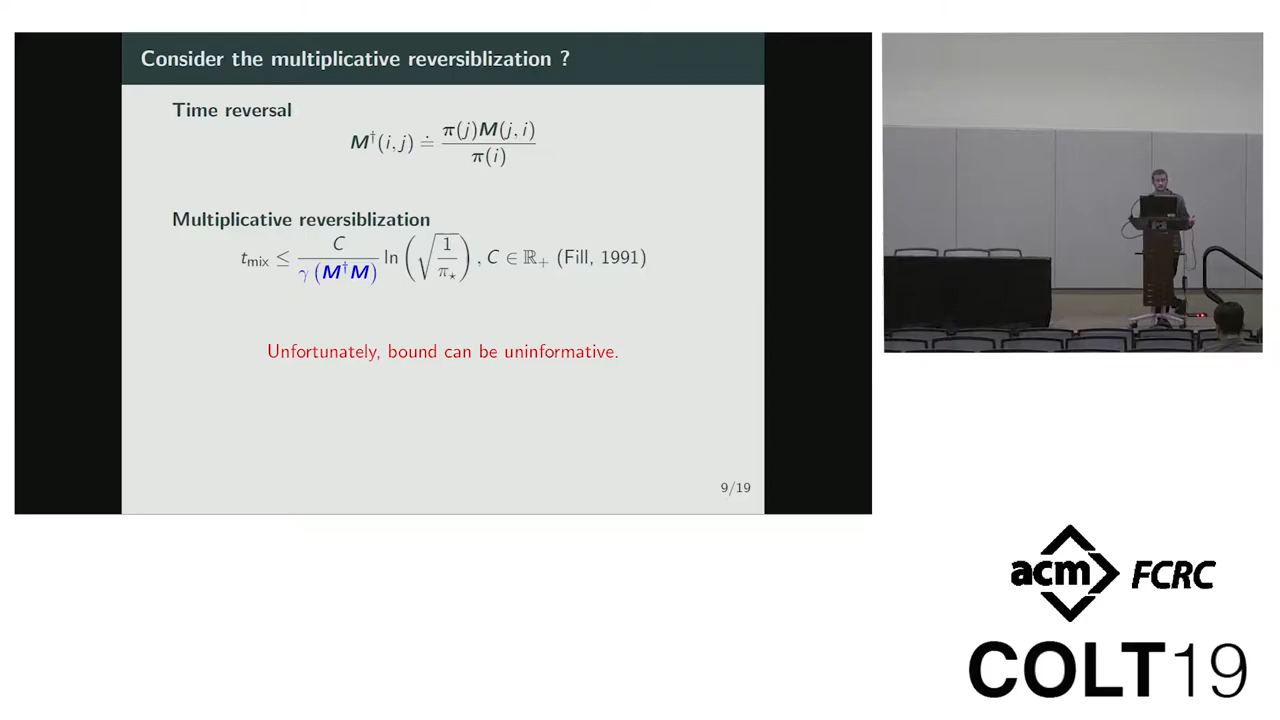 Consider the multiplicative reversiblization ?
Time reversal
M†(i,j) ≐ π(j)M(j,i) / π(i)
Multiplicative reversiblization
t_mix ≤ C / γ(M†M) ln(√(1/π⋆)), C ∈ ℝ₊ (Fill, 1991)
Unfortunately, bound can be uninformative.
9/19
acm FCRC
COLT19